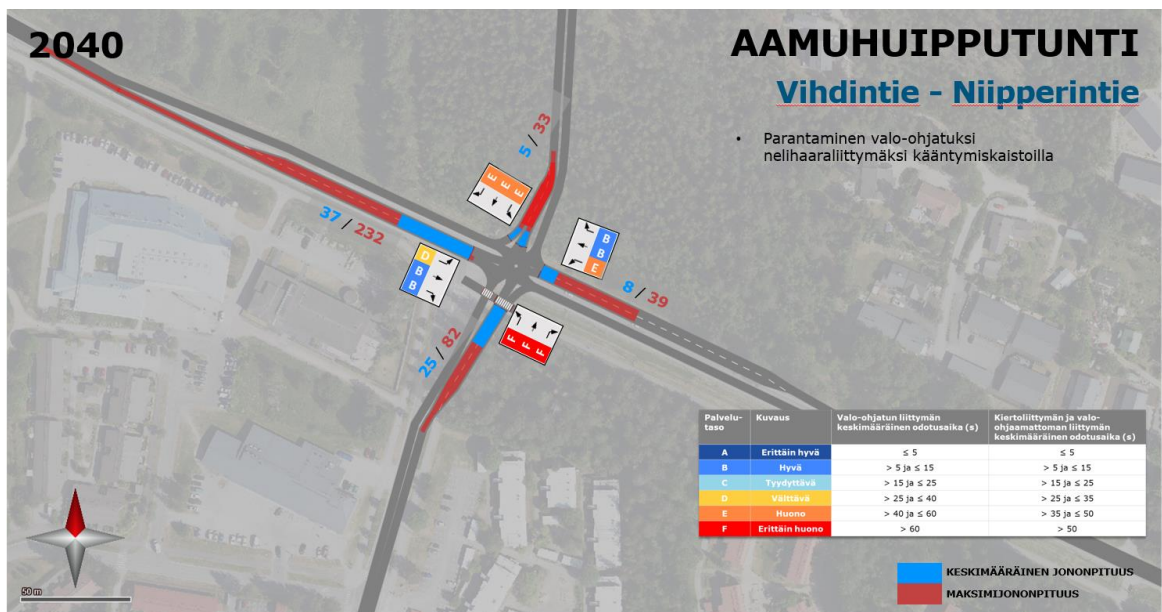 2040
AAMUHUIPPUTUNTI
Vihdintie - Niipperintie
• Parantaminen valo-ohjatuksi
nelihaaraliittymäksi kääntymiskaistoilla
5 / 33
E E E
37 / 232
D
B
B
B
B
E
8 / 39
25 / 82
F F F
Palvelu-
taso
Kuvaus
Valo-ohjatun liittymän
keskimääräinen odotusaika (s)
Kiertoliittymän ja valo-
ohjaamattoman liittymän
keskimääräinen odotusaika (s)
A Erittäin hyvä ≤ 5 ≤ 5
B Hyvä > 5 ja ≤ 15 > 5 ja ≤ 15
C Tyydyttävä > 15 ja ≤ 25 > 15 ja ≤ 25
D Välttävä > 25 ja ≤ 40 > 25 ja ≤ 35
E Huono > 40 ja ≤ 60 > 35 ja ≤ 50
F Erittäin huono > 60 > 50
KESKIMÄÄRÄINEN JONONPITUUS
MAKSIMIJONONPITUUS
50 m